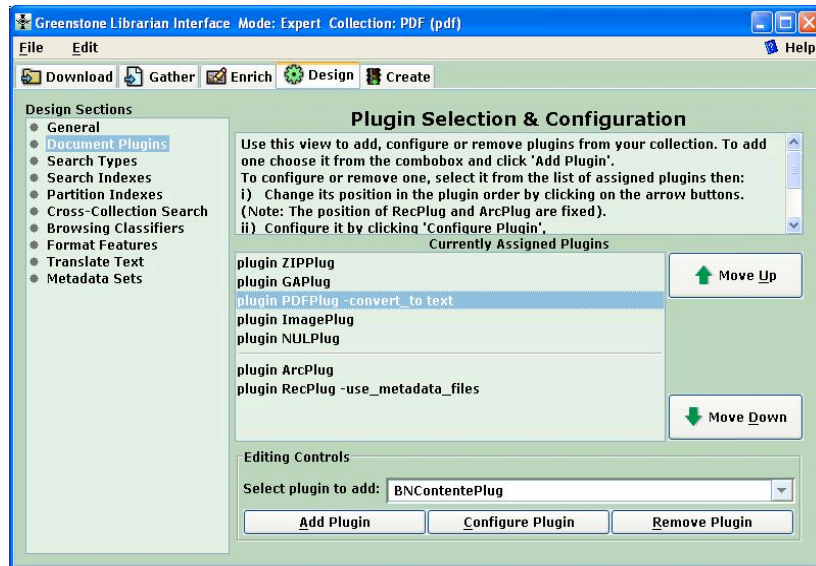 Greenstone Librarian Interface Mode: Expert Collection: PDF (pdf)
File Edit Help
Download Gather Enrich Design Create
Design Sections
General
Document Plugins
Search Types
Search Indexes
Partition Indexes
Cross-Collection Search
Browsing Classifiers
Format Features
Translate Text
Metadata Sets
Plugin Selection & Configuration
Use this view to add, configure or remove plugins from your collection. To add
one choose it from the combobox and click 'Add Plugin'.
To configure or remove one, select it from the list of assigned plugins then:
i) Change its position in the plugin order by clicking on the arrow buttons.
(Note: The position of RecPlug and ArcPlug are fixed).
ii) Configure it by clicking 'Configure Plugin'.
Currently Assigned Plugins
plugin ZIPPlug
plugin GAPlug
plugin PDFPlug -convert_to text
plugin ImagePlug
plugin NULPlug
plugin ArcPlug
plugin RecPlug -use_metadata_files
Move Up
Move Down
Editing Controls
Select plugin to add: BNContentePlug
Add Plugin Configure Plugin Remove Plugin